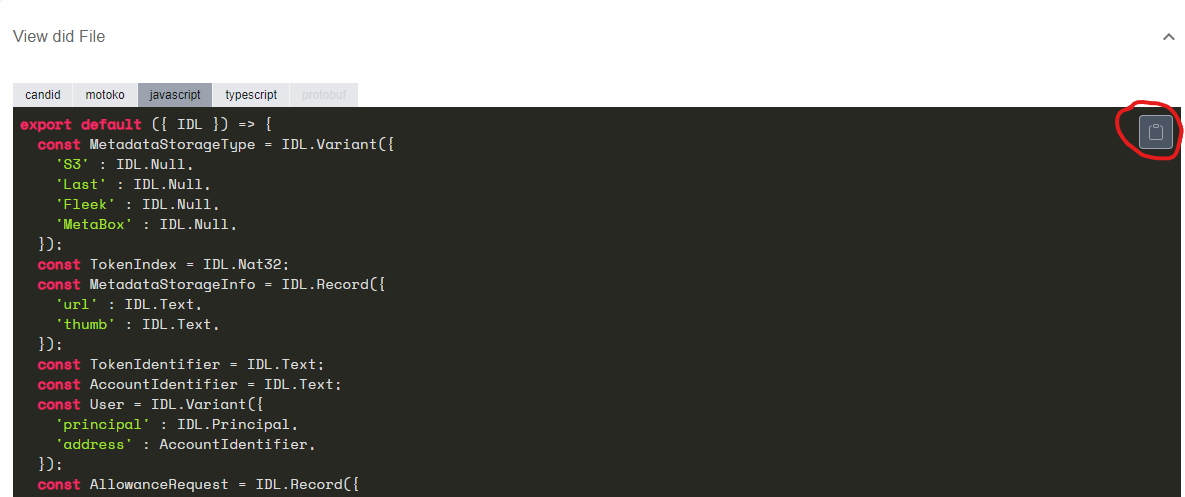 View did File
candid motoko javascript typescript protobuf
export default ({ IDL }) => {
  const MetadataStorageType = IDL.Variant({
    'S3' : IDL.Null,
    'Last' : IDL.Null,
    'Fleek' : IDL.Null,
    'MetaBox' : IDL.Null,
  });
  const TokenIndex = IDL.Nat32;
  const MetadataStorageInfo = IDL.Record({
    'url' : IDL.Text,
    'thumb' : IDL.Text,
  });
  const TokenIdentifier = IDL.Text;
  const AccountIdentifier = IDL.Text;
  const User = IDL.Variant({
    'principal' : IDL.Principal,
    'address' : AccountIdentifier,
  });
  const AllowanceRequest = IDL.Record({